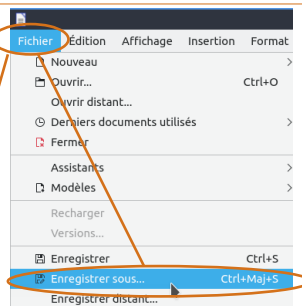 Fichier Édition Affichage Insertion Format
Nouveau
Ouvrir... Ctrl+O
Ouvrir distant...
Derniers documents utilisés
Fermer
Assistants
Modèles
Recharger
Versions...
Enregistrer Ctrl+S
Enregistrer sous... Ctrl+Maj+S
Enregistrer distant...